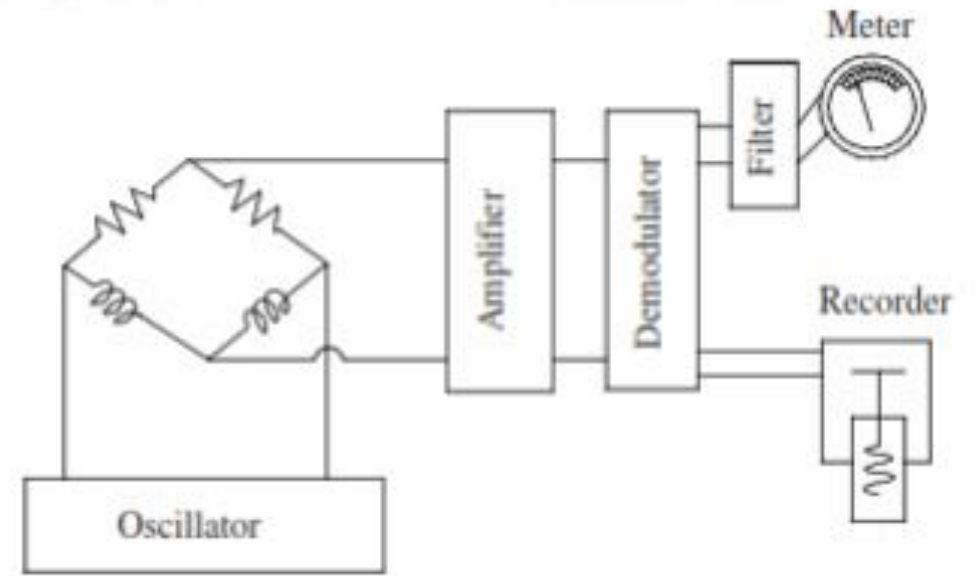 Meter
Filter
Amplifier
Demodulator
Recorder
Oscillator